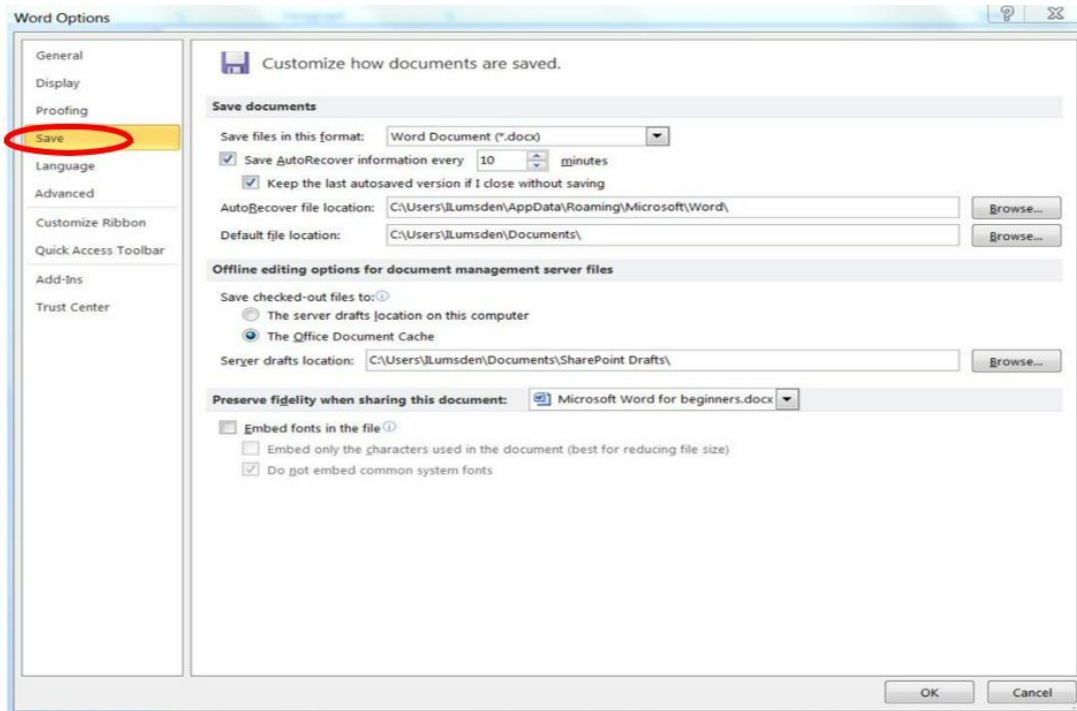 Word Options
General
Display
Proofing
Save
Language
Advanced
Customize Ribbon
Quick Access Toolbar
Add-Ins
Trust Center
Customize how documents are saved.
Save documents
Save files in this format: Word Document (*.docx)
Save AutoRecover information every 10 minutes
Keep the last autosaved version if I close without saving
AutoRecover file location: C:\Users\ILumsden\AppData\Roaming\Microsoft\Word\ Browse...
Default file location: C:\Users\ILumsden\Documents\ Browse...
Offline editing options for document management server files
Save checked-out files to:
The server drafts location on this computer
The Office Document Cache
Server drafts location: C:\Users\ILumsden\Documents\SharePoint Drafts\ Browse...
Preserve fidelity when sharing this document: Microsoft Word for beginners.docx
Embed fonts in the file
Embed only the characters used in the document (best for reducing file size)
Do not embed common system fonts
OK Cancel